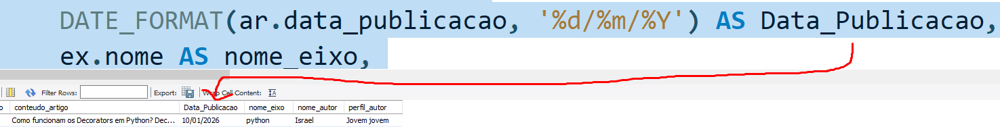 DATE_FORMAT(ar.data_publicacao, '%d/%m/%Y') AS Data_Publicacao,
ex.nome AS nome_eixo,
Filter Rows: Export: Wrap Cell Content:
o conteudo_artigo Data_Publicacao nome_eixo nome_autor perfil_autor
Como funcionam os Decorators em Python? Dec... 10/01/2026 python Israel Jovem jovem